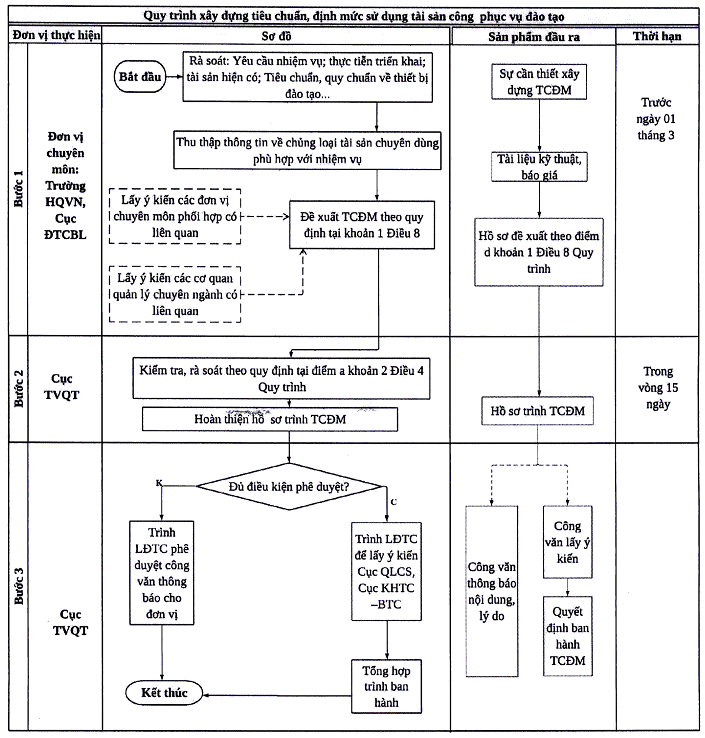 Quy trình xây dựng tiêu chuẩn, định mức sử dụng tài sản công phục vụ đào tạo
Đơn vị thực hiện
Sơ đồ
Sản phẩm đầu ra
Thời hạn
Bước 1
Đơn vị
chuyên
môn:
Trường
HQVN,
Cục
ĐTCBL
Bắt đầu
Rà soát: Yêu cầu nhiệm vụ; thực tiễn triển khai;
tài sản hiện có; Tiêu chuẩn, quy chuẩn về thiết bị
đào tạo...
Thu thập thông tin về chủng loại tài sản chuyên dùng
phù hợp với nhiệm vụ
Lấy ý kiến các đơn vị
chuyên môn phối hợp có
liên quan
Đề xuất TCĐM theo quy
định tại khoản 1 Điều 8
Lấy ý kiến các cơ quan
quản lý chuyên ngành có
liên quan
Sự cần thiết xây
dựng TCĐM
Tài liệu kỹ thuật,
báo giá
Hồ sơ đề xuất theo điểm
d khoản 1 Điều 8 Quy
trình
Trước
ngày 01
tháng 3
Bước 2
Cục
TVQT
Kiểm tra, rà soát theo quy định tại điểm a khoản 2 Điều 4
Quy trình
Hoàn thiện hồ sơ trình TCĐM
Hồ sơ trình TCĐM
Trong
vòng 15
ngày
Bước 3
Cục
TVQT
Đủ điều kiện phê duyệt?
K
C
Trình
LĐTC phê
duyệt công
văn thông
báo cho
đơn vị
Trình LĐTC
để lấy ý kiến
Cục QLCS,
Cục KHTC
–BTC
Tổng hợp
trình ban
hành
Kết thúc
Công văn
thông báo
nội dung,
lý do
Công
văn lấy ý
kiến
Quyết
định ban
hành
TCĐM